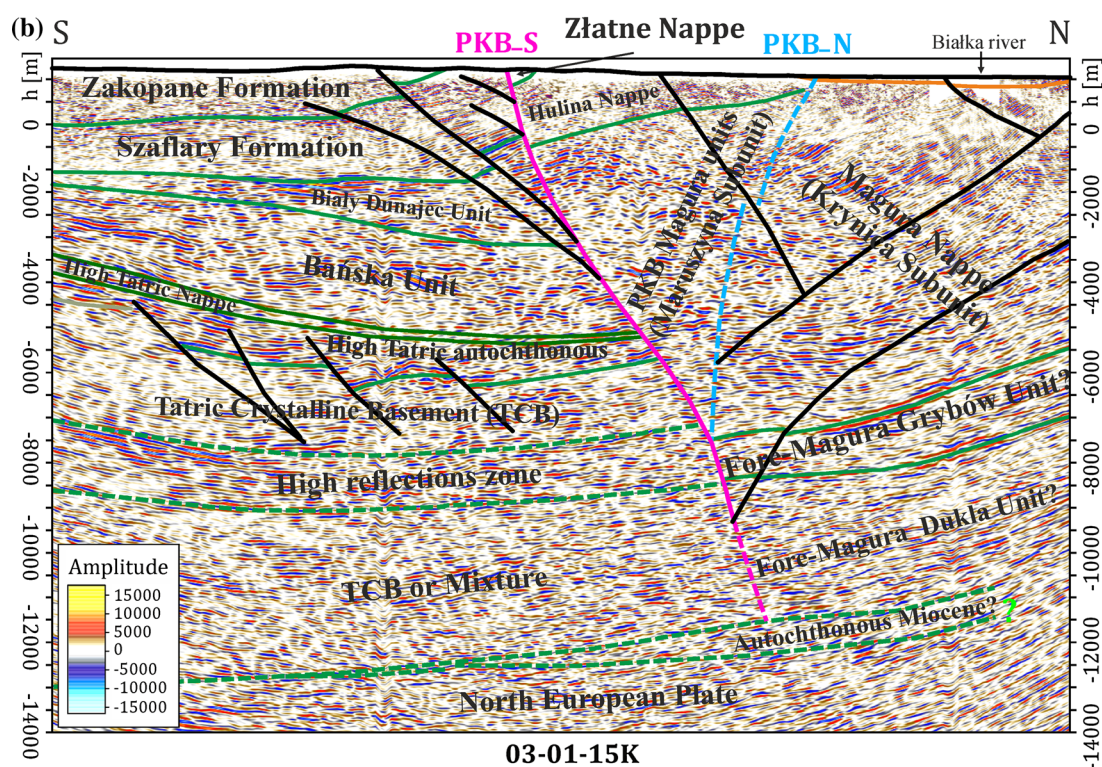 (b) S
PKB-S
Złatne Nappe
PKB-N
Białka river
N
h [m]
0
-2000
-4000
-6000
-8000
-10000
-12000
-14000
h [m]
0
-2000
-4000
-6000
-8000
-10000
-12000
-14000
Zakopane Formation
Hulina Nappe
Szaflary Formation
Biały Dunajec Unit
PKB Magura units
(Maruszyna Subunit)
Magura Nappe
(Krynica Subunit)
Bańska Unit
High Tatric Nappe
High Tatric autochthonous
Tatric Crystalline Basement (TCB)
Fore-Magura Grybów Unit?
High reflections zone
Fore-Magura Dukla Unit?
TCB or Mixture
Autochthonous Miocene?
?
North European Plate
Amplitude
15000
10000
5000
0
-5000
-10000
-15000
03-01-15K